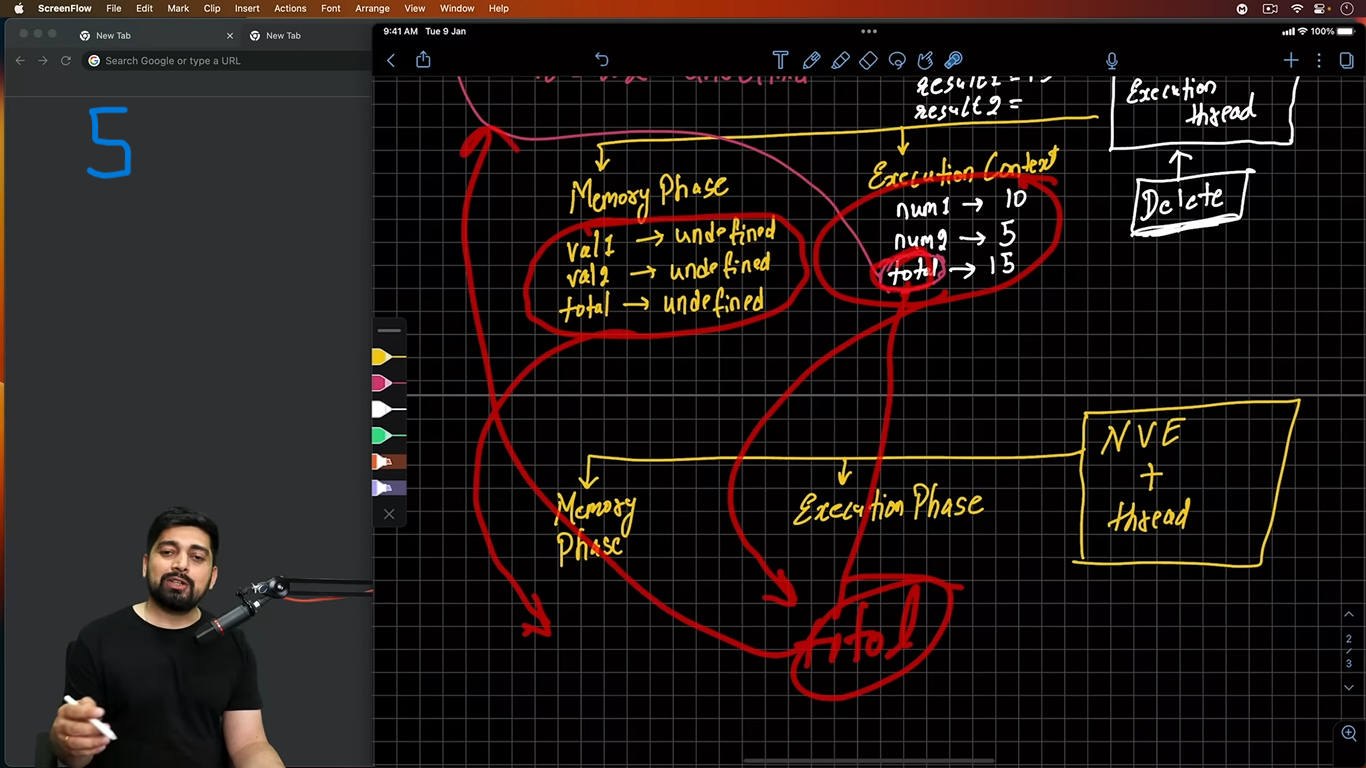 ScreenFlow File Edit Mark Clip Insert Actions Font Arrange View Window Help
New Tab
New Tab
Search Google or type a URL
9:41 AM Tue 9 Jan
100%
5
result2 =
Execution
thread
Memory Phase
val1 → undefined
val2 → undefined
total → undefined
Execution Context
num1 → 10
num2 → 5
total → 15
Delete
Memory
Phase
Execution Phase
NVE
+
thread
total
2
/
3